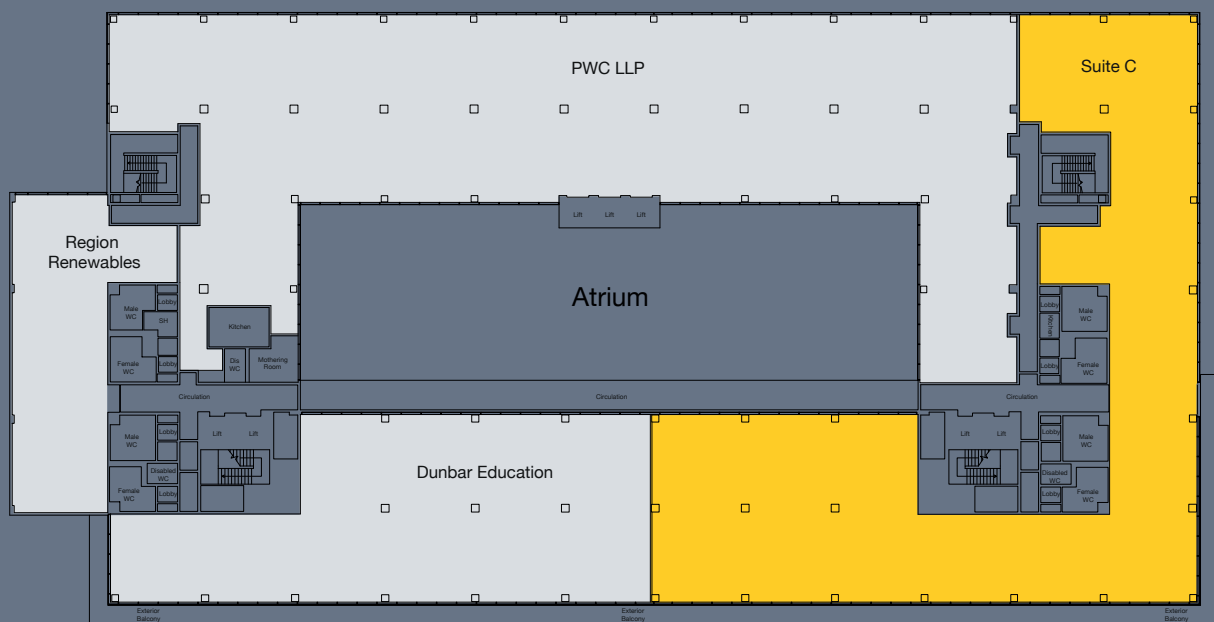 PWC LLP
Suite C
Lift Lift Lift
Region
Renewables
Atrium
Lobby
Male
WC
SH
Kitchen
Female
WC
Lobby
Dis
WC
Mothering
Room
Lobby
Male
WC
Kitchen
Lobby
Female
WC
Circulation
Circulation
Circulation
Male
WC
Lobby
Lift Lift
Disabled
WC
Female
WC
Lobby
Dunbar Education
Lift Lift
Lobby
Male
WC
Disabled
WC
Lobby
Female
WC
Exterior
Balcony
Exterior
Balcony
Exterior
Balcony